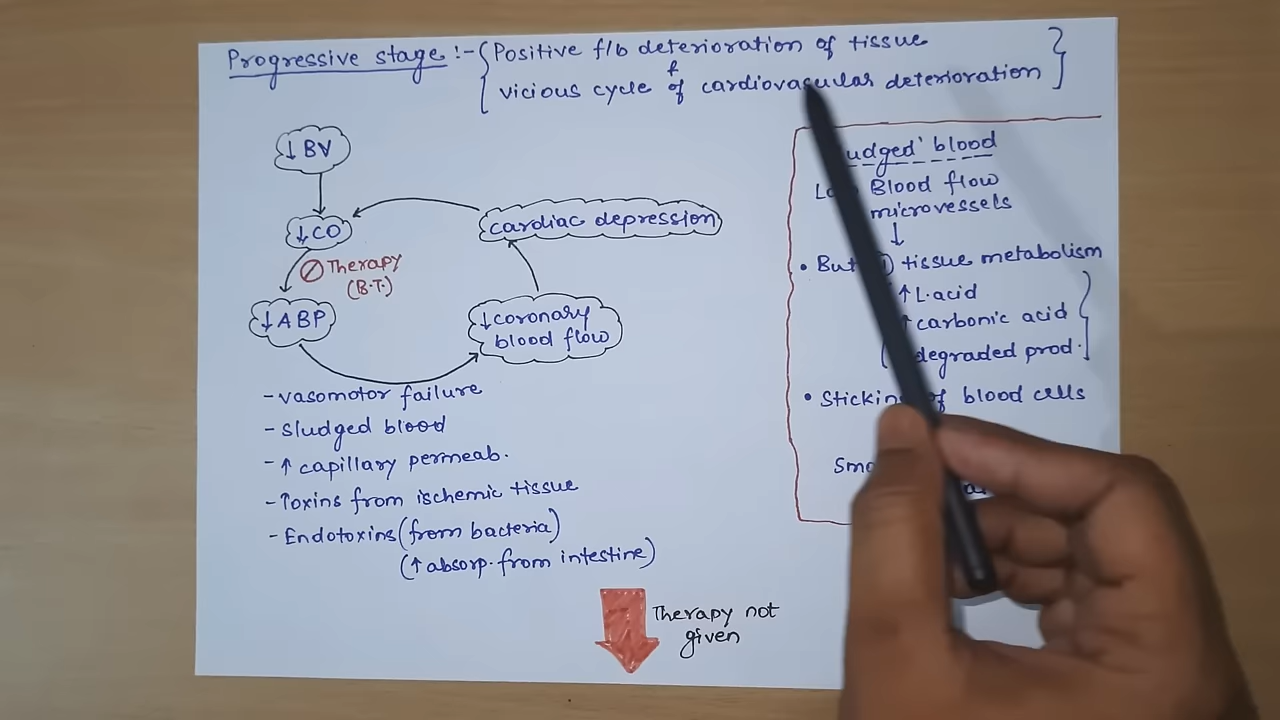 Progressive stage :- { Positive f/b deterioration of tissue
&
vicious cycle of cardiovascular deterioration }
↓ BV
↓ CO
Therapy
(B.T.)
↓ ABP
cardiac depression
↓ coronary
blood flow
- vasomotor failure
- sludged blood
- ↑ capillary permeab.
- Toxins from ischemic tissue
- Endotoxins (from bacteria)
(↑ absorp. from intestine)
Therapy not
given
blood
Blood flow
microvessels
↓
• But tissue metabolism
↑ L.acid
carbonic acid
degraded prod.
• of blood cells